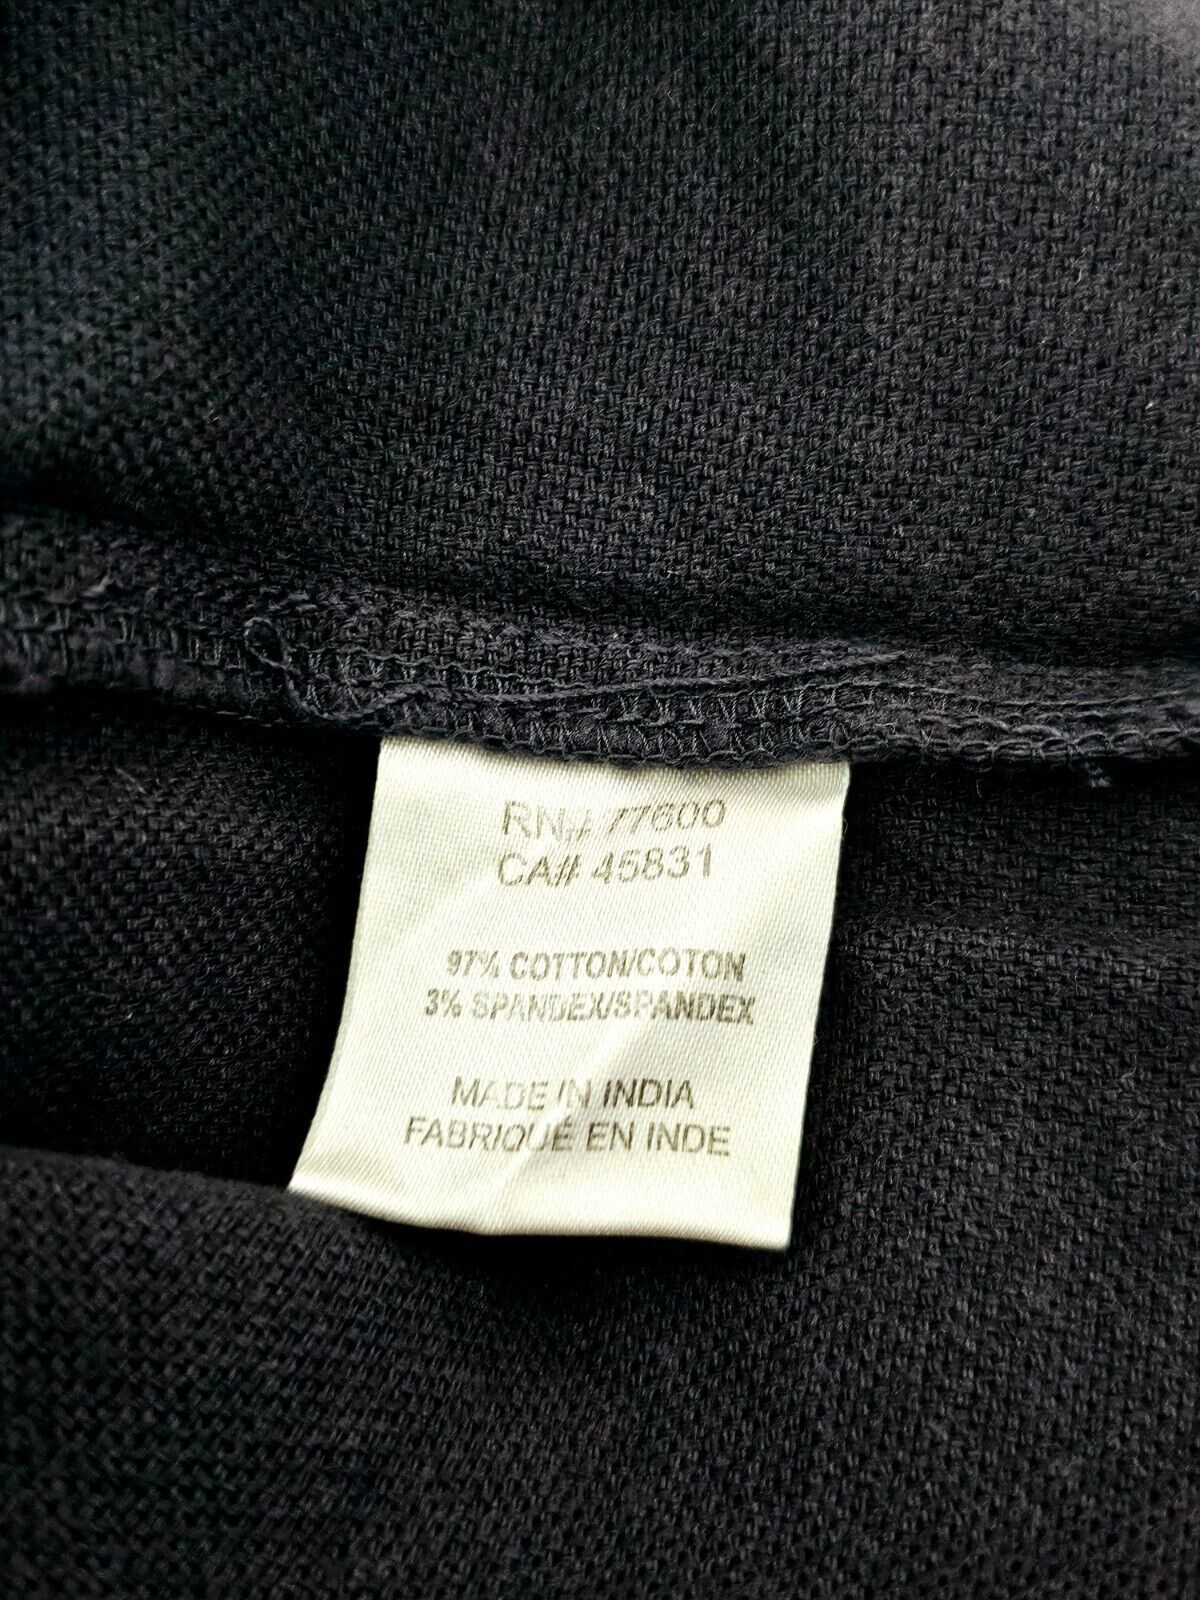 RN# 77600
CA# 45831
97% COTTON/COTON
3% SPANDEX/SPANDEX
MADE IN INDIA
FABRIQUÉ EN INDE